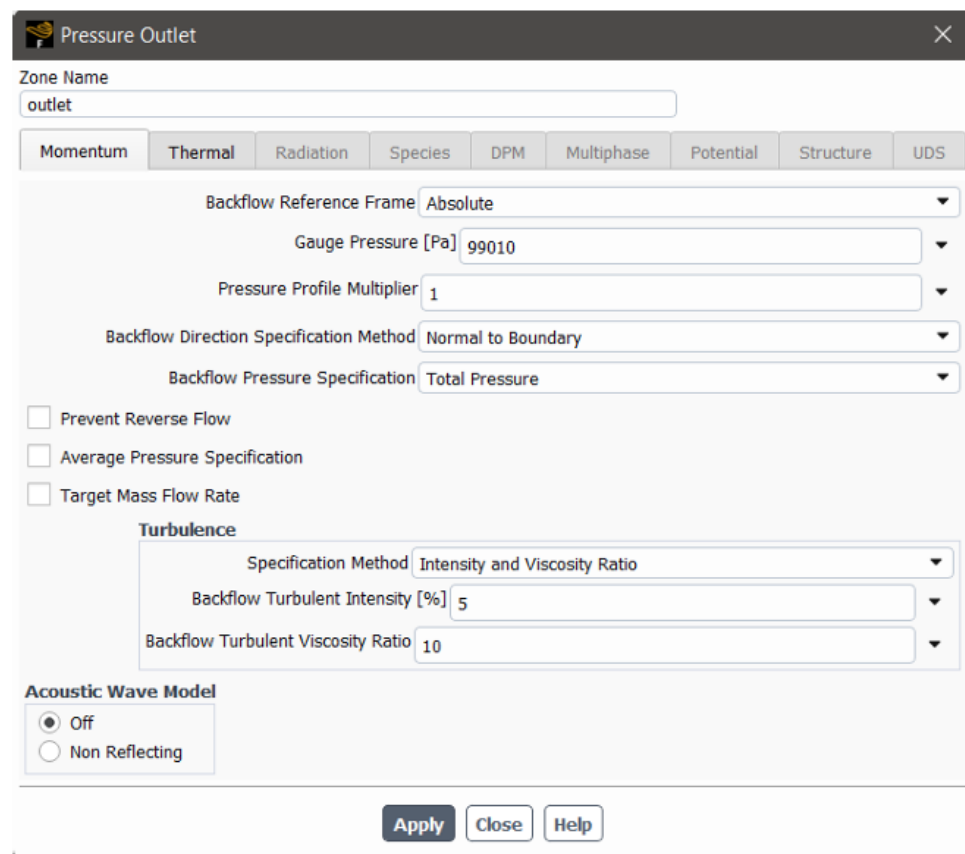 Pressure Outlet
Zone Name
outlet
Momentum Thermal Radiation Species DPM Multiphase Potential Structure UDS
Backflow Reference Frame Absolute
Gauge Pressure [Pa] 99010
Pressure Profile Multiplier 1
Backflow Direction Specification Method Normal to Boundary
Backflow Pressure Specification Total Pressure
Prevent Reverse Flow
Average Pressure Specification
Target Mass Flow Rate
Turbulence
Specification Method Intensity and Viscosity Ratio
Backflow Turbulent Intensity [%] 5
Backflow Turbulent Viscosity Ratio 10
Acoustic Wave Model
Off
Non Reflecting
Apply Close Help